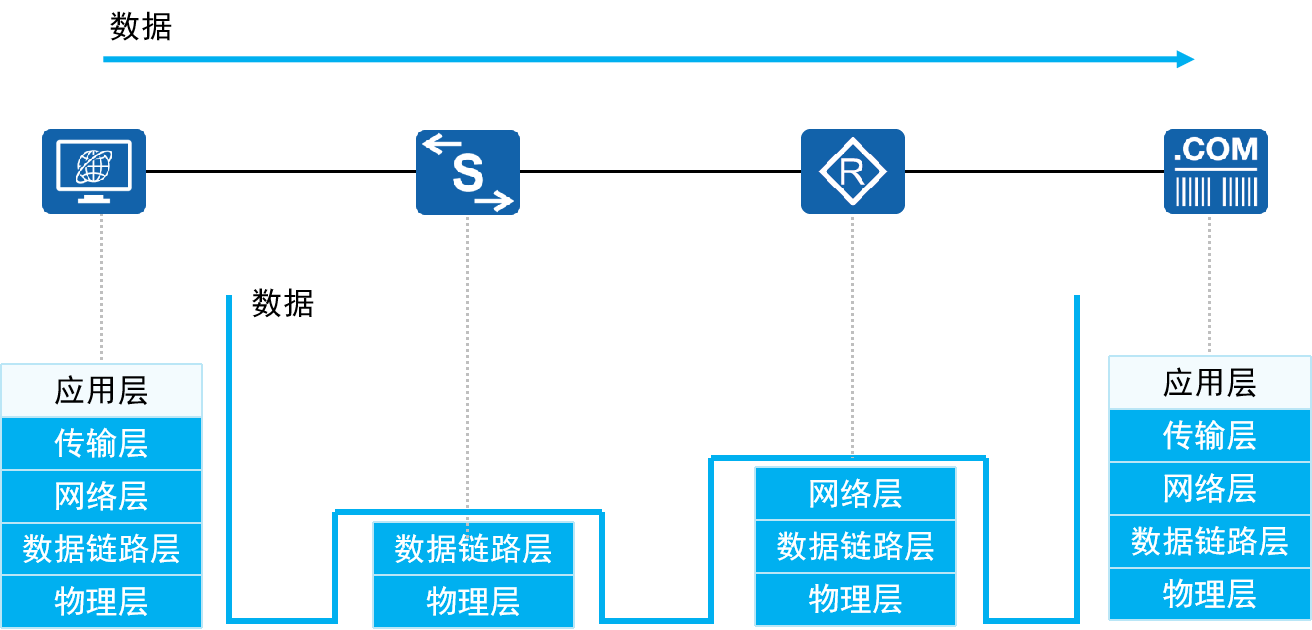 数据
S
R
.COM
数据
应用层
传输层
网络层
数据链路层
物理层
数据链路层
物理层
网络层
数据链路层
物理层
应用层
传输层
网络层
数据链路层
物理层